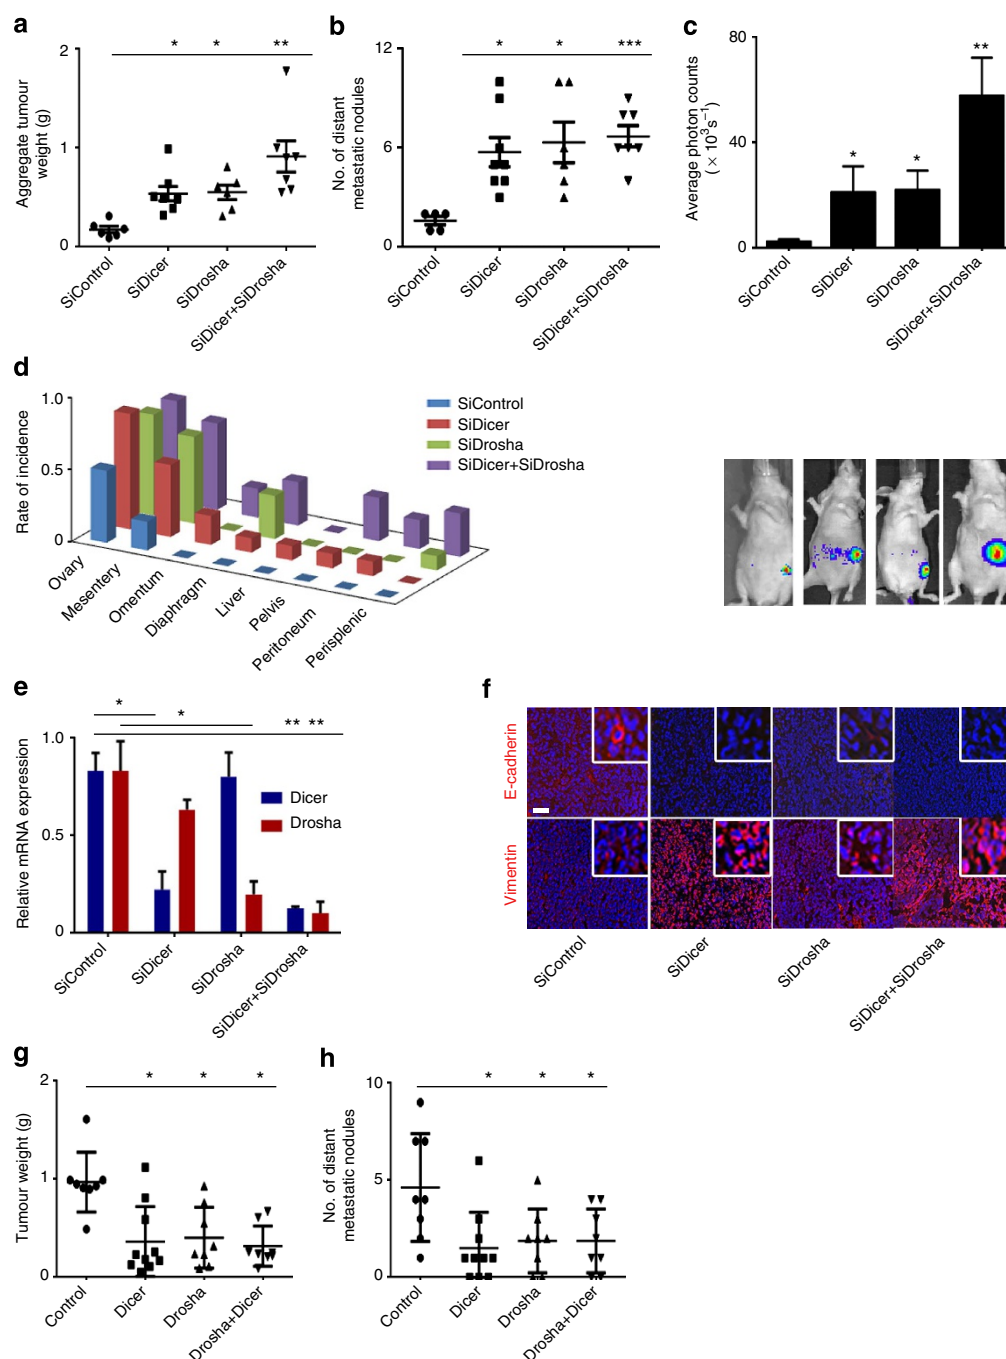 a
Aggregate tumour
weight (g)
2
1
0
* * **
SiControl
SiDicer
SiDrosha
SiDicer+SiDrosha
b
No. of distant
metastatic nodules
12
6
0
* * ***
SiControl
SiDicer
SiDrosha
SiDicer+SiDrosha
c
Average photon counts
(× 10³s⁻¹)
80
40
0
* * **
SiControl
SiDicer
SiDrosha
SiDicer+SiDrosha
d
Rate of incidence
1.0
0.5
0
Ovary
Mesentery
Omentum
Diaphragm
Liver
Pelvis
Peritoneum
Perisplenic
SiControl
SiDicer
SiDrosha
SiDicer+SiDrosha
e
Relative mRNA expression
1.0
0.5
0
*
*
** **
Dicer
Drosha
SiControl
SiDicer
SiDrosha
SiDicer+SiDrosha
f
E-cadherin
Vimentin
SiControl
SiDicer
SiDrosha
SiDicer+SiDrosha
g
Tumour weight (g)
2
1
0
* * *
Control
Dicer
Drosha
Drosha+Dicer
h
No. of distant
metastatic nodules
10
5
0
* * *
Control
Dicer
Drosha
Drosha+Dicer